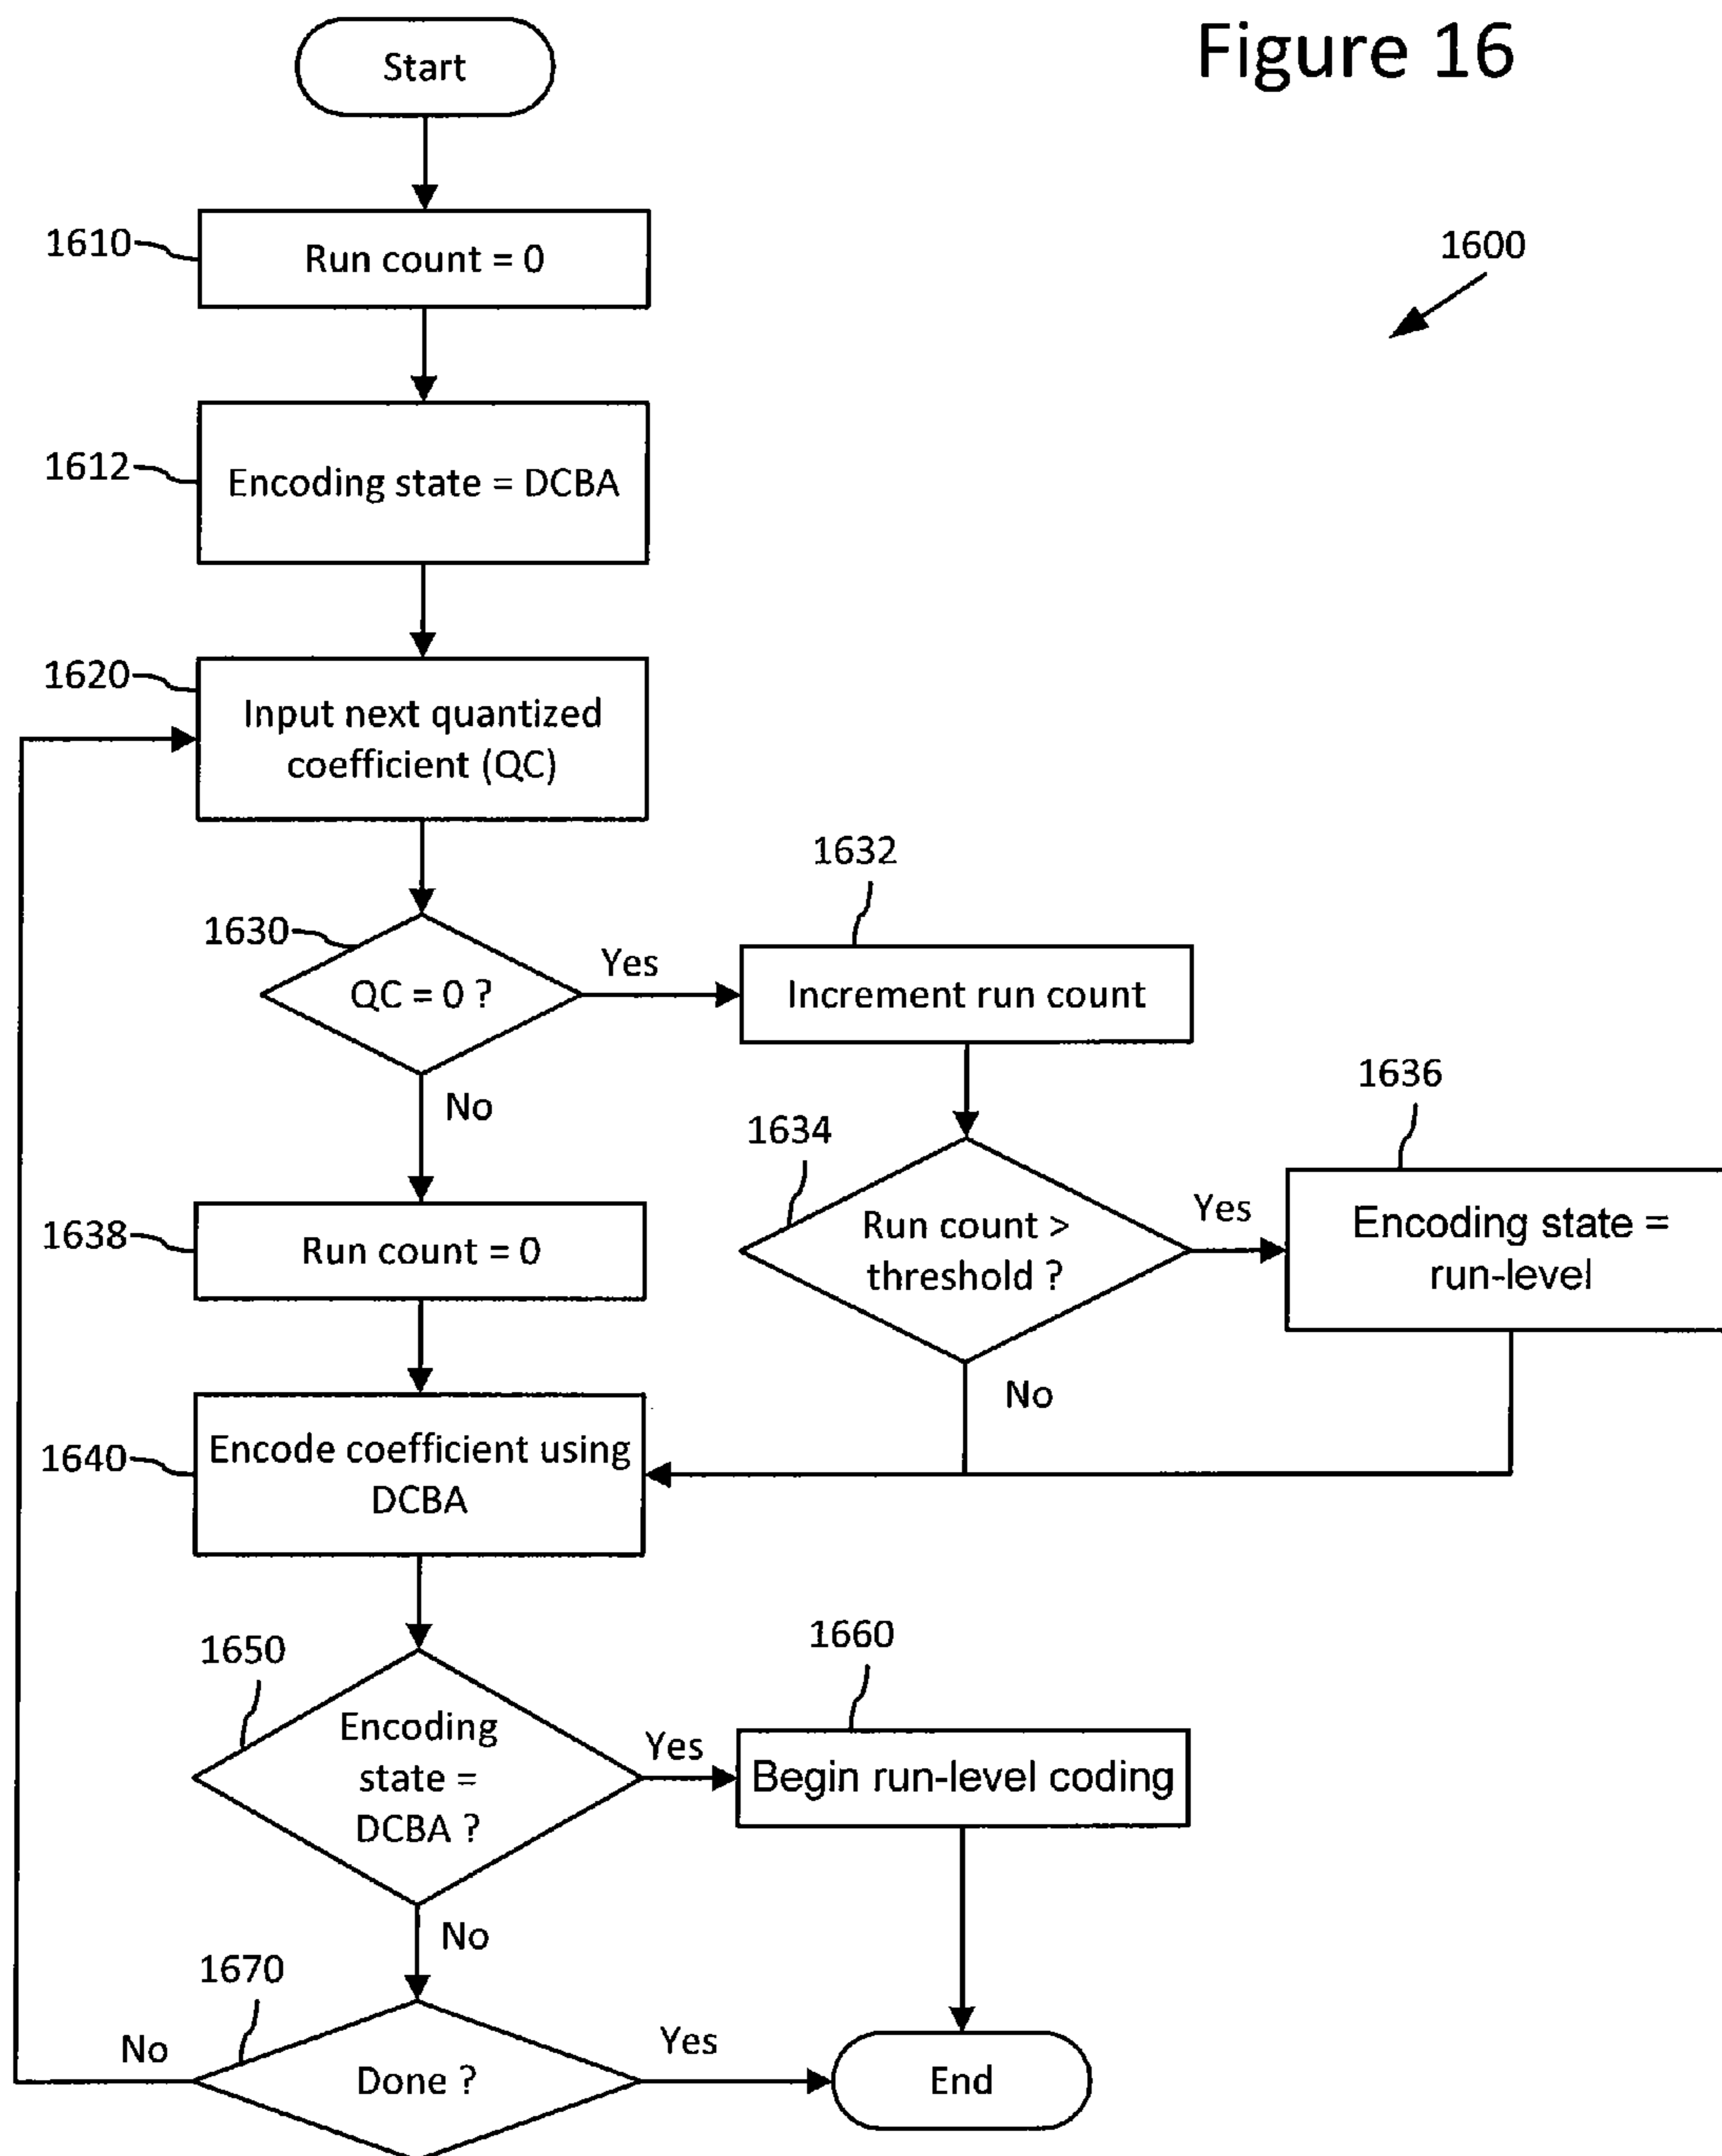 Figure 16
Start
1610
Run count = 0
1600
1612
Encoding state = DCBA
1620
Input next quantized
coefficient (QC)
1632
1630
Yes
QC = 0 ?
Increment run count
No
1636
1634
1638
Run count = 0
Run count >
threshold ?
Yes
Encoding state =
run-level
No
1640
Encode coefficient using
DCBA
1650
1660
Encoding
state =
DCBA ?
Yes
Begin run-level coding
No
1670
No
Done ?
Yes
End